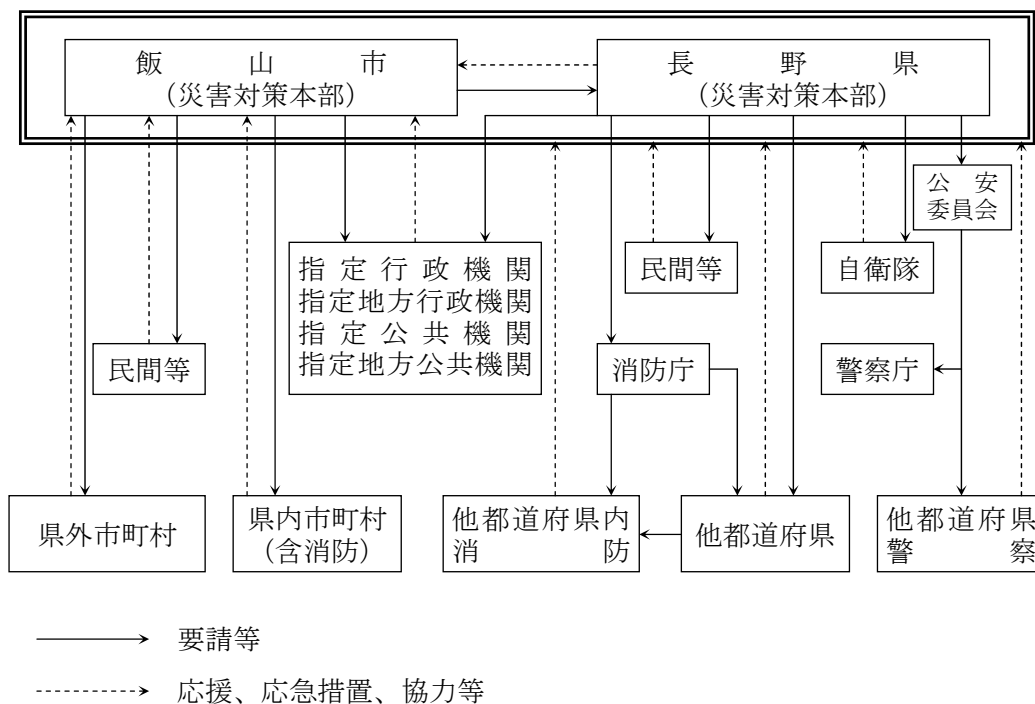 飯山市
（災害対策本部）
長野県
（災害対策本部）
公安
委員会
指定行政機関
指定地方行政機関
指定公共機関
指定地方公共機関
民間等
自衛隊
民間等
消防庁
警察庁
県外市町村
県内市町村
（含消防）
他都道府県内
消防
他都道府県
他都道府県
警察
要請等
応援、応急措置、協力等